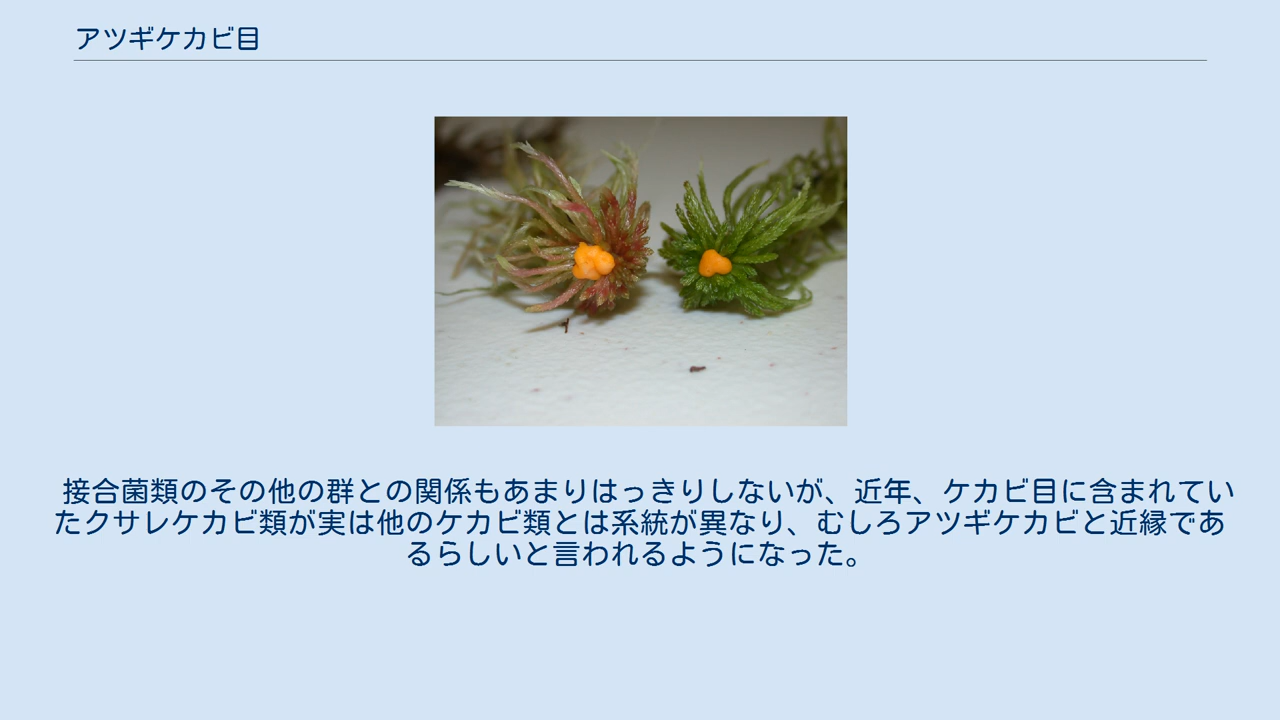 アツギケカビ目
接合菌類のその他の群との関係もあまりはっきりしないが、近年、ケカビ目に含まれてい
たクサレケカビ類が実は他のケカビ類とは系統が異なり、むしろアツギケカビと近縁であ
るらしいと言われるようになった。